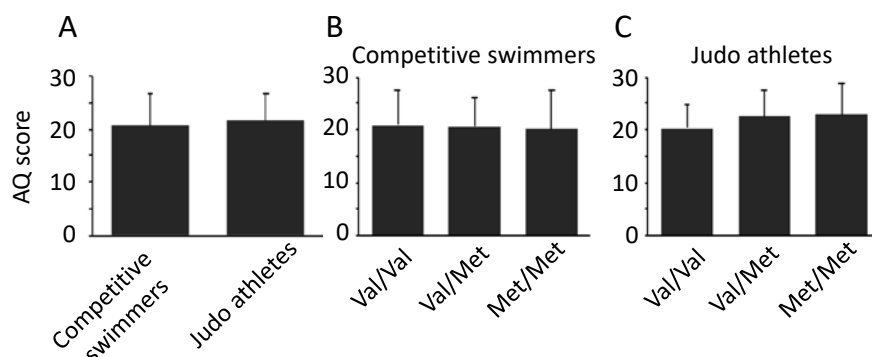 A
B
C
Competitive swimmers
Judo athletes
AQ score
30
20
10
0
Competitive
swimmers
Judo athletes
30
20
10
0
Val/Val
Val/Met
Met/Met
30
20
10
0
Val/Val
Val/Met
Met/Met